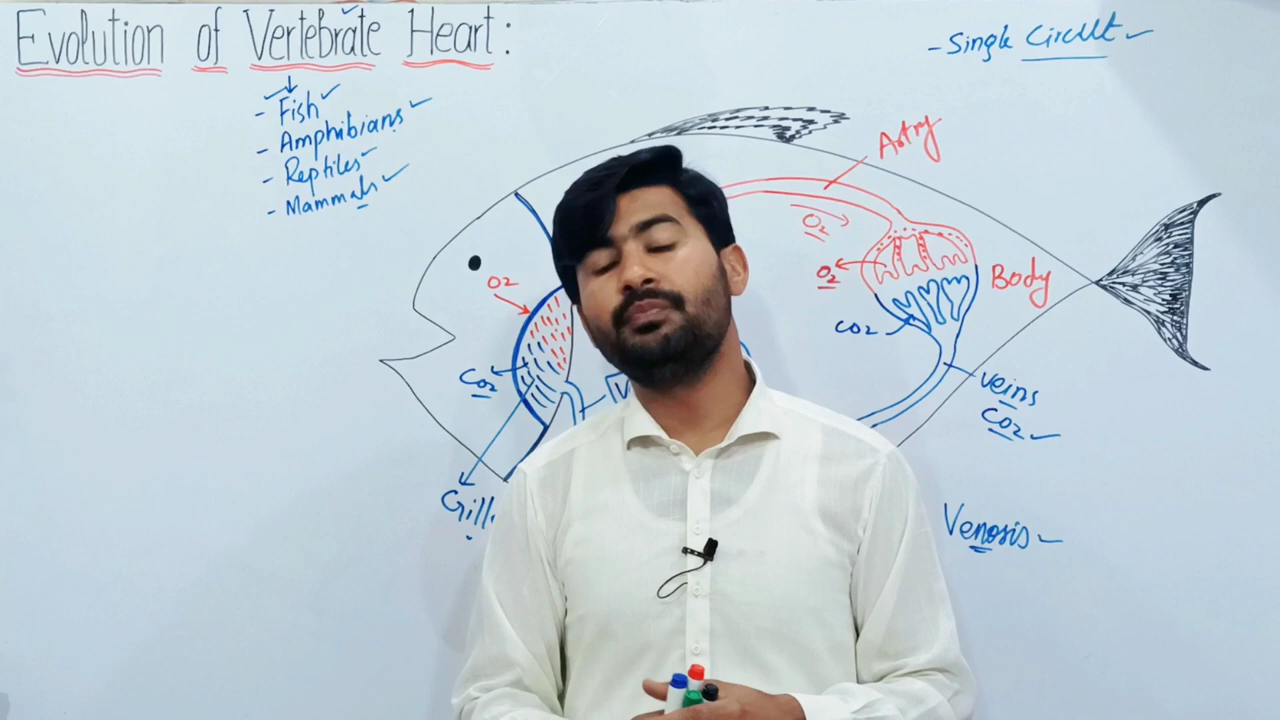 Evolution of Vertebrate Heart:
- Single Circuit
- Fish
- Amphibians
- Reptiles
- Mammals
Artry
O2
O2
O2
Body
CO2
CO2
V
veins
CO2
Gill
Venosis